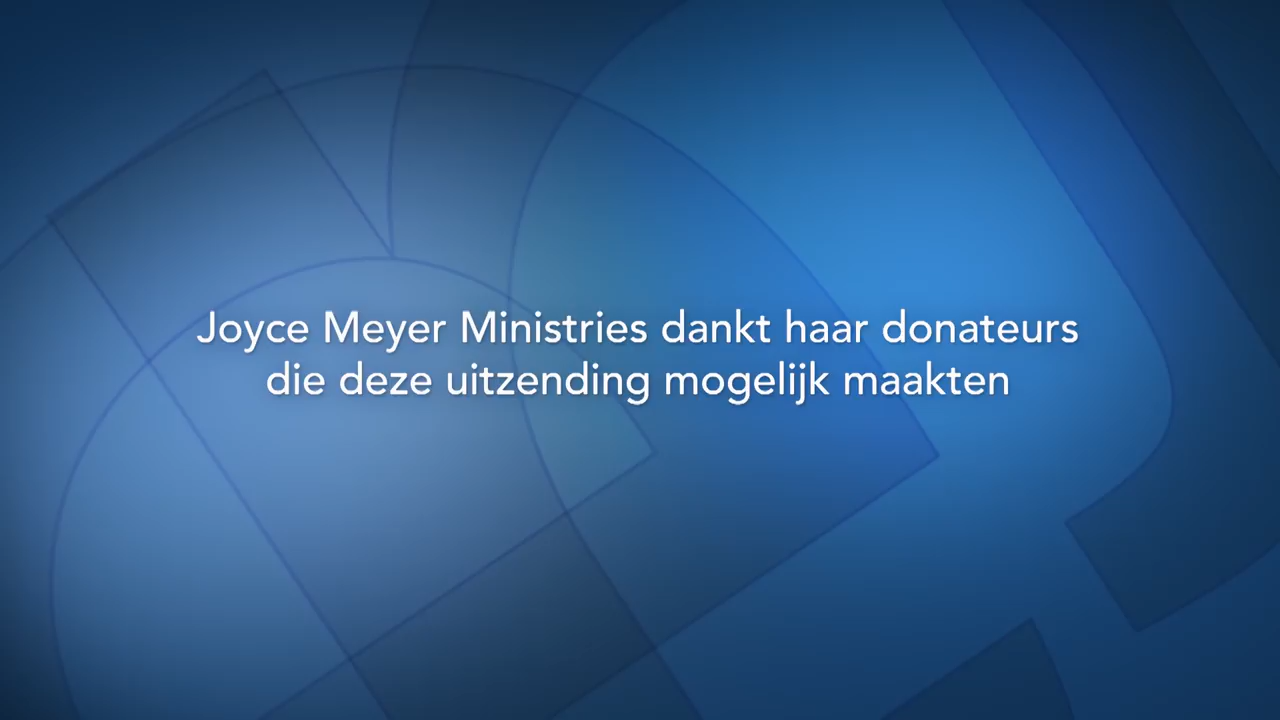 Joyce Meyer Ministries dankt haar donateurs
die deze uitzending mogelijk maakten